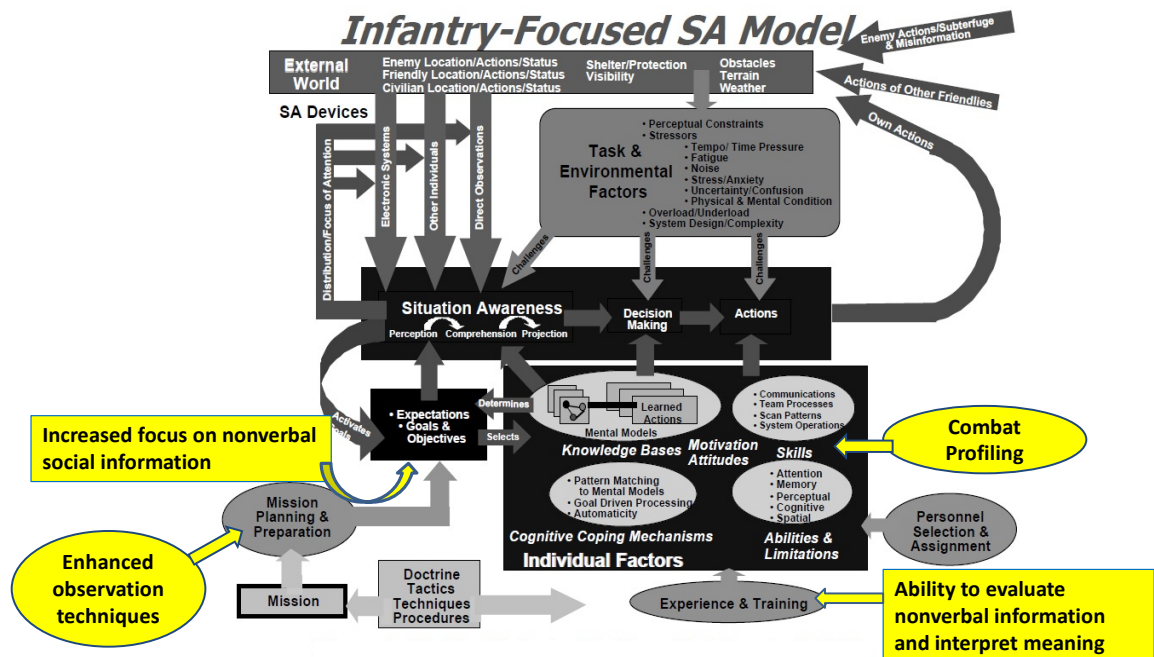 Infantry-Focused SA Model
Enemy Actions/Subterfuge
& Misinformation
External
World
Enemy Location/Actions/Status
Friendly Location/Actions/Status
Civilian Location/Actions/Status
Shelter/Protection
Visibility
Obstacles
Terrain
Weather
Actions of Other Friendlies
Own Actions
SA Devices
Distribution/Focus of Attention
Electronic Systems
Other Individuals
Direct Observations
Task &
Environmental
Factors
• Perceptual Constraints
• Stressors
• Tempo/ Time Pressure
• Fatigue
• Noise
• Stress/Anxiety
• Uncertainty/Confusion
• Physical & Mental Condition
• Overload/Underload
• System Design/Complexity
Challenges
Challenges
Challenges
Situation Awareness
Perception
Comprehension
Projection
Decision
Making
Actions
Activates
Goals
• Expectations
• Goals &
Objectives
Determines
Selects
Learned
Actions
Mental Models
Knowledge Bases
Motivation
Attitudes
• Communications
• Team Processes
• Scan Patterns
• System Operations
Skills
• Pattern Matching
to Mental Models
• Goal Driven Processing
• Automaticity
Cognitive Coping Mechanisms
• Attention
• Memory
• Perceptual
• Cognitive
• Spatial
Abilities &
Limitations
Individual Factors
Increased focus on nonverbal
social information
Combat
Profiling
Mission
Planning &
Preparation
Personnel
Selection &
Assignment
Enhanced
observation
techniques
Mission
Doctrine
Tactics
Techniques
Procedures
Experience & Training
Ability to evaluate
nonverbal information
and interpret meaning